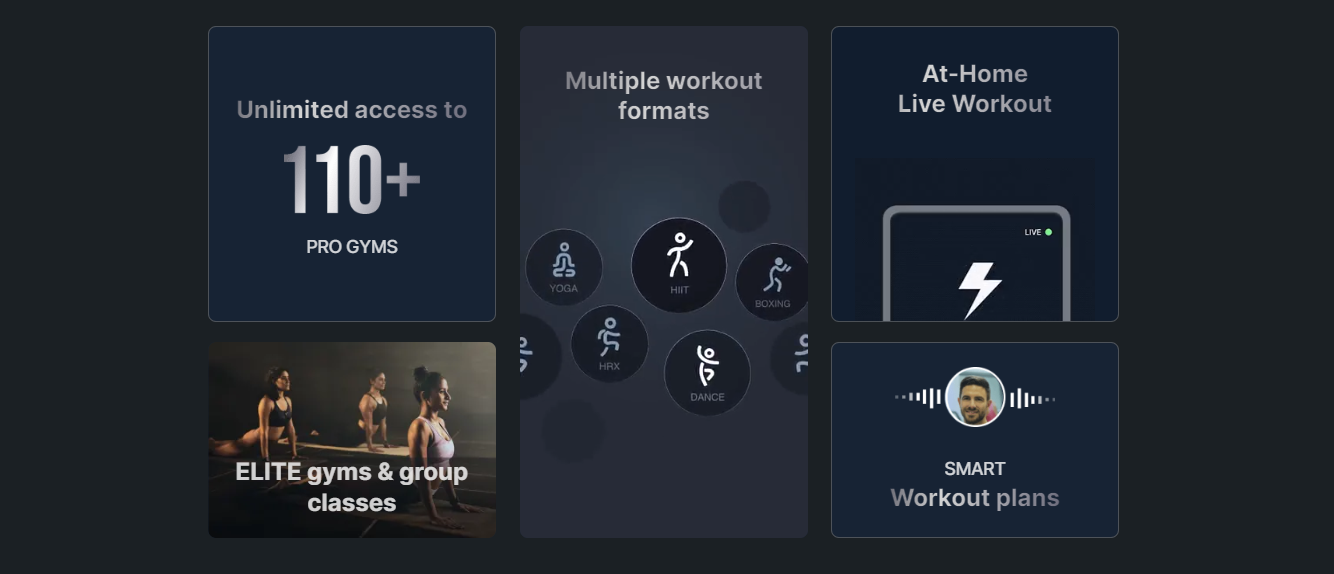 Unlimited access to
110+
PRO GYMS
ELITE gyms & group
classes
Multiple workout
formats
YOGA
HIIT
BOXING
HRX
DANCE
At-Home
Live Workout
LIVE
SMART
Workout plans